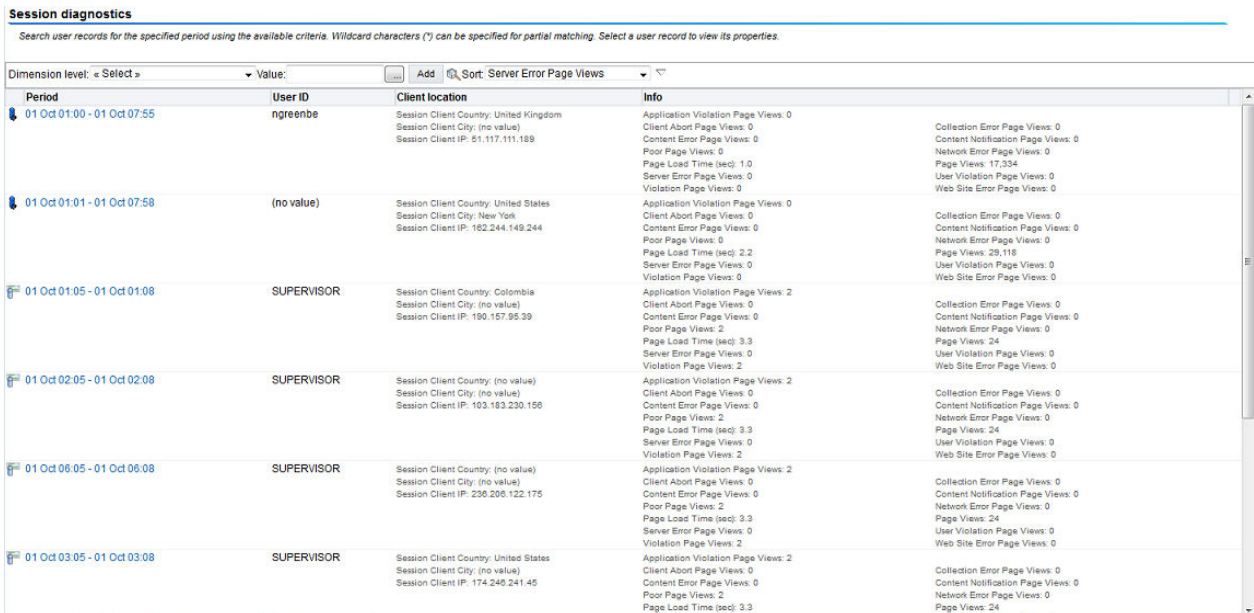 Session diagnostics
Search user records for the specified period using the available criteria. Wildcard characters (*) can be specified for partial matching. Select a user record to view its properties.
Dimension level: « Select » Value: ... Add Sort: Server Error Page Views
Period User ID Client location Info
01 Oct 01:00 - 01 Oct 07:55 ngreenbe Session Client Country: United Kingdom Application Violation Page Views: 0
Session Client City: (no value) Client Abort Page Views: 0 Collection Error Page Views: 0
Session Client IP: 51.117.111.189 Content Error Page Views: 0 Content Notification Page Views: 0
Poor Page Views: 0 Network Error Page Views: 0
Page Load Time (sec): 1.0 Page Views: 17,334
Server Error Page Views: 0 User Violation Page Views: 0
Violation Page Views: 0 Web Site Error Page Views: 0
01 Oct 01:01 - 01 Oct 07:58 (no value) Session Client Country: United States Application Violation Page Views: 0
Session Client City: New York Client Abort Page Views: 0 Collection Error Page Views: 0
Session Client IP: 162.244.149.244 Content Error Page Views: 0 Content Notification Page Views: 0
Poor Page Views: 0 Network Error Page Views: 0
Page Load Time (sec): 2.2 Page Views: 29,118
Server Error Page Views: 0 User Violation Page Views: 0
Violation Page Views: 0 Web Site Error Page Views: 0
01 Oct 01:05 - 01 Oct 01:08 SUPERVISOR Session Client Country: Colombia Application Violation Page Views: 2
Session Client City: (no value) Client Abort Page Views: 0 Collection Error Page Views: 0
Session Client IP: 190.157.95.39 Content Error Page Views: 0 Content Notification Page Views: 0
Poor Page Views: 2 Network Error Page Views: 0
Page Load Time (sec): 3.3 Page Views: 24
Server Error Page Views: 0 User Violation Page Views: 0
Violation Page Views: 2 Web Site Error Page Views: 0
01 Oct 02:05 - 01 Oct 02:08 SUPERVISOR Session Client Country: (no value) Application Violation Page Views: 2
Session Client City: (no value) Client Abort Page Views: 0 Collection Error Page Views: 0
Session Client IP: 103.183.230.156 Content Error Page Views: 0 Content Notification Page Views: 0
Poor Page Views: 2 Network Error Page Views: 0
Page Load Time (sec): 3.3 Page Views: 24
Server Error Page Views: 0 User Violation Page Views: 0
Violation Page Views: 2 Web Site Error Page Views: 0
01 Oct 06:05 - 01 Oct 06:08 SUPERVISOR Session Client Country: (no value) Application Violation Page Views: 2
Session Client City: (no value) Client Abort Page Views: 0 Collection Error Page Views: 0
Session Client IP: 236.206.122.175 Content Error Page Views: 0 Content Notification Page Views: 0
Poor Page Views: 2 Network Error Page Views: 0
Page Load Time (sec): 3.3 Page Views: 24
Server Error Page Views: 0 User Violation Page Views: 0
Violation Page Views: 2 Web Site Error Page Views: 0
01 Oct 03:05 - 01 Oct 03:08 SUPERVISOR Session Client Country: United States Application Violation Page Views: 2
Session Client City: (no value) Client Abort Page Views: 0 Collection Error Page Views: 0
Session Client IP: 174.246.241.45 Content Error Page Views: 0 Content Notification Page Views: 0
Poor Page Views: 2 Network Error Page Views: 0
Page Load Time (sec): 3.3 Page Views: 24